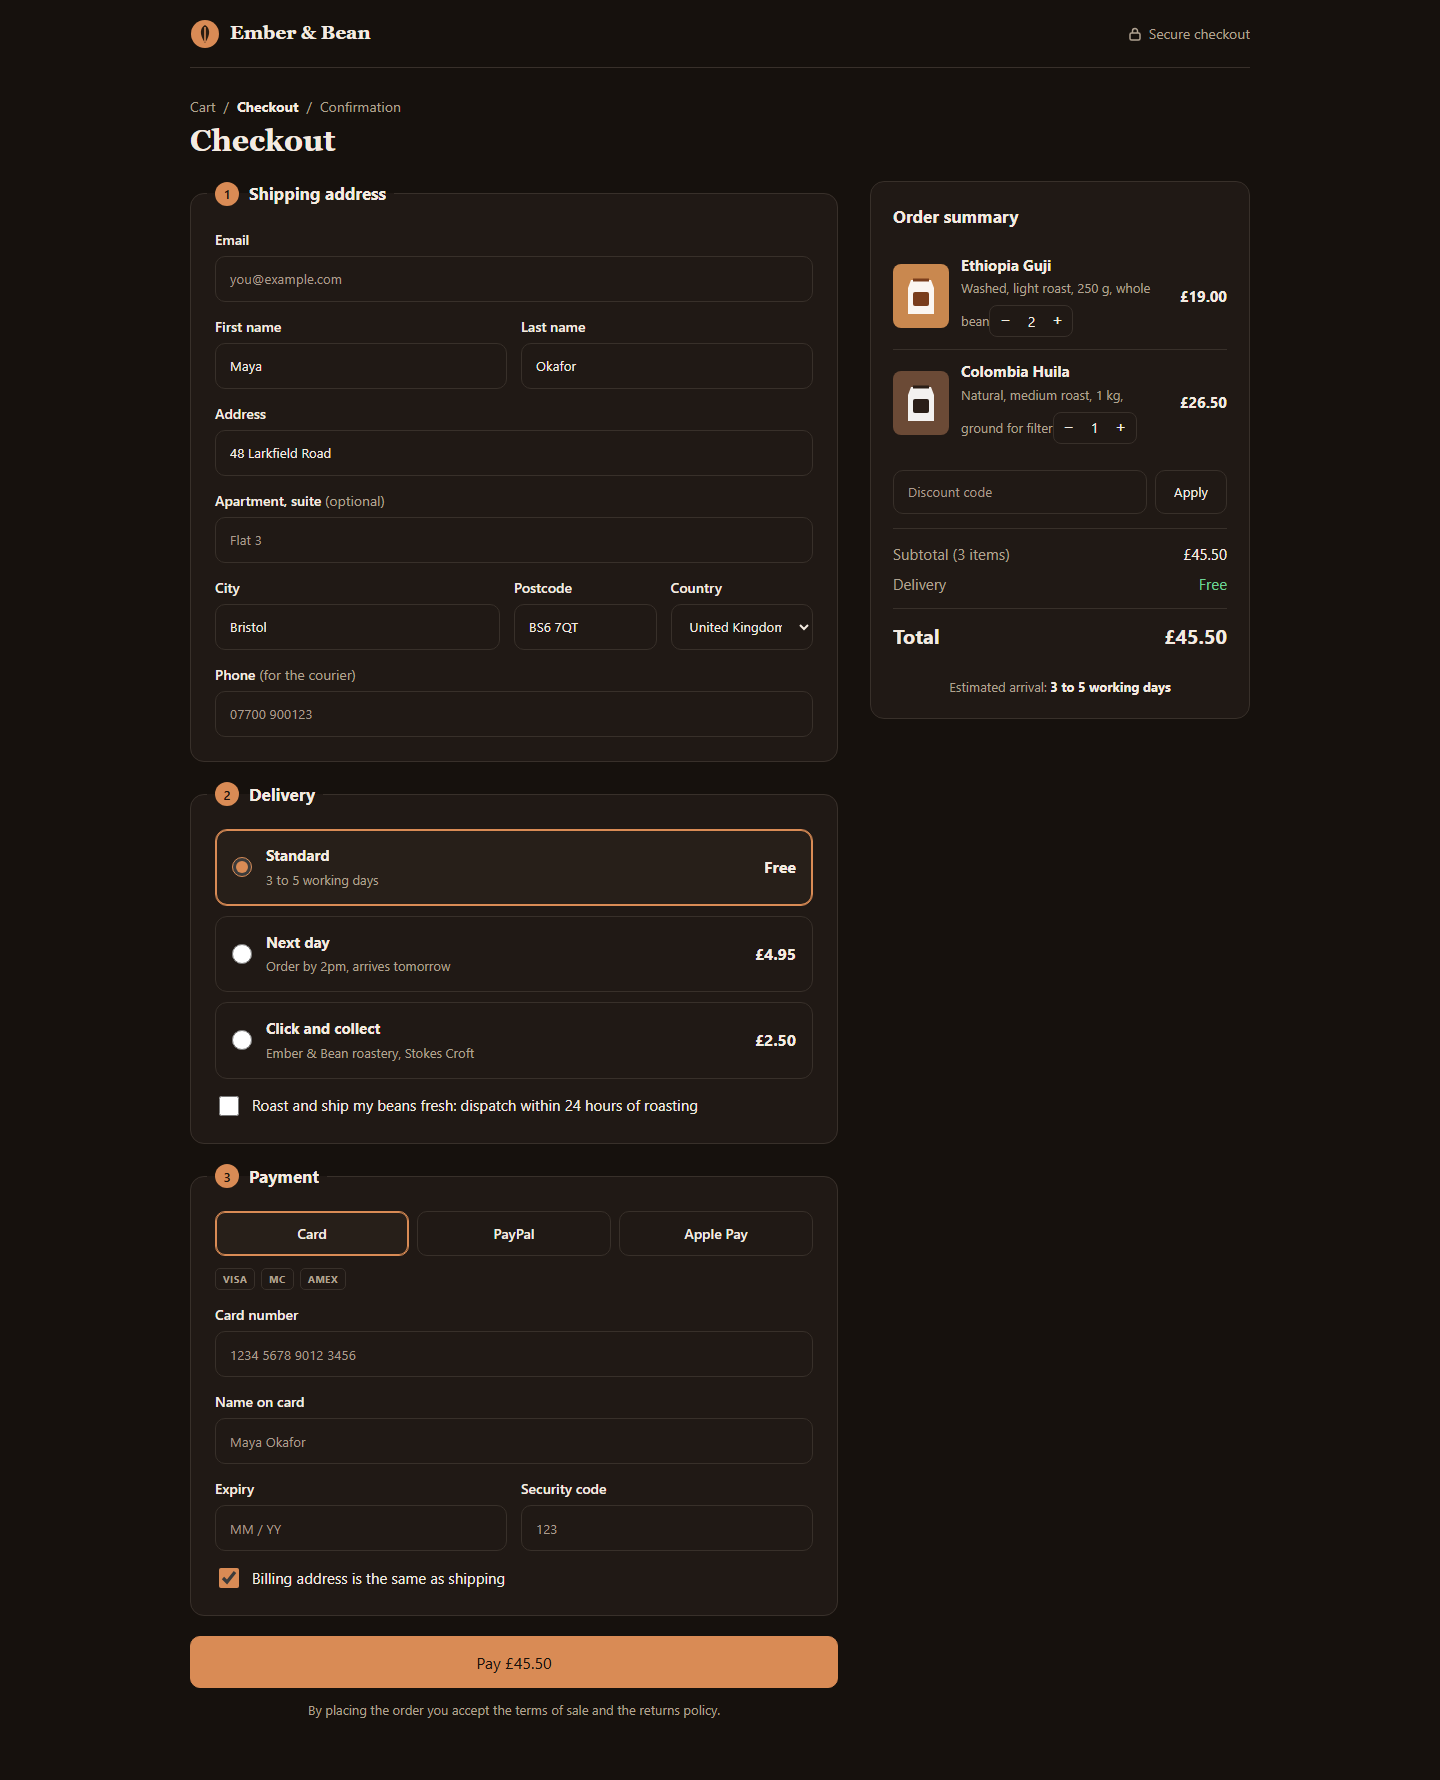 Ember & Bean
Secure checkout
Cart / Checkout / Confirmation
Checkout
1 Shipping address
Email
you@example.com
First name
Last name
Maya
Okafor
Address
48 Larkfield Road
Apartment, suite (optional)
Flat 3
City
Postcode
Country
Bristol
BS6 7QT
United Kingdom
Phone (for the courier)
07700 900123
2 Delivery
Standard
3 to 5 working days
Free
Next day
Order by 2pm, arrives tomorrow
£4.95
Click and collect
Ember & Bean roastery, Stokes Croft
£2.50
Roast and ship my beans fresh: dispatch within 24 hours of roasting
3 Payment
Card
PayPal
Apple Pay
VISA
MC
AMEX
Card number
1234 5678 9012 3456
Name on card
Maya Okafor
Expiry
Security code
MM / YY
123
Billing address is the same as shipping
Pay £45.50
By placing the order you accept the terms of sale and the returns policy.
Order summary
Ethiopia Guji
Washed, light roast, 250 g, whole
bean − 2 +
£19.00
Colombia Huila
Natural, medium roast, 1 kg,
ground for filter − 1 +
£26.50
Discount code
Apply
Subtotal (3 items) £45.50
Delivery Free
Total £45.50
Estimated arrival: 3 to 5 working days